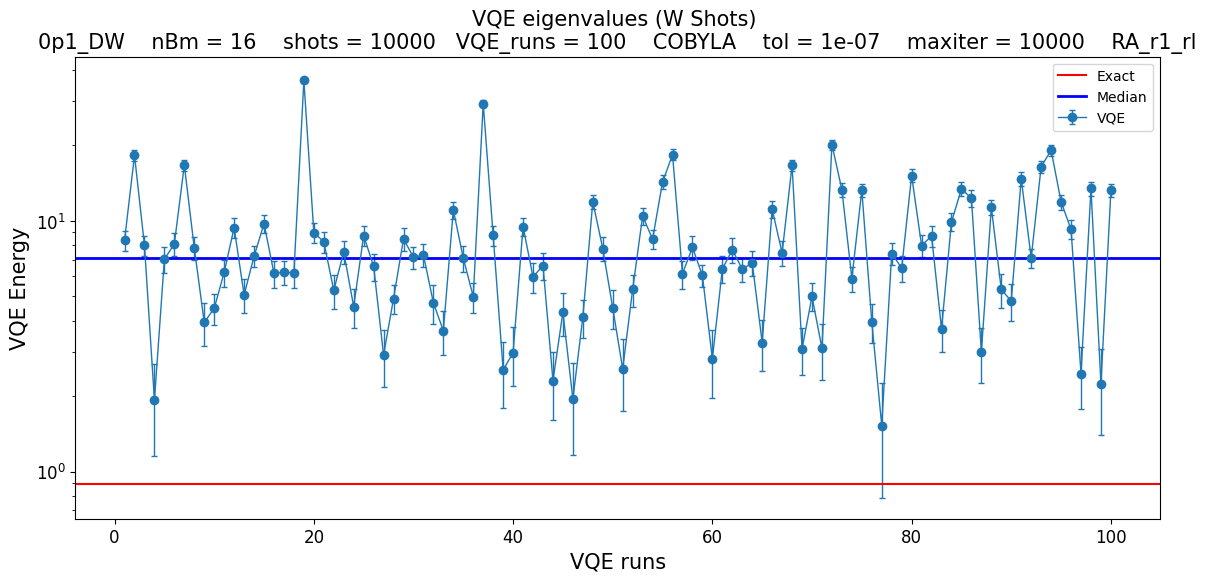 VQE eigenvalues (W Shots)
0p1_DW nBm = 16 shots = 10000 VQE_runs = 100 COBYLA tol = 1e-07 maxiter = 10000 RA_r1_rl
Exact
Median
VQE
VQE Energy
10¹
10⁰
0 20 40 60 80 100
VQE runs